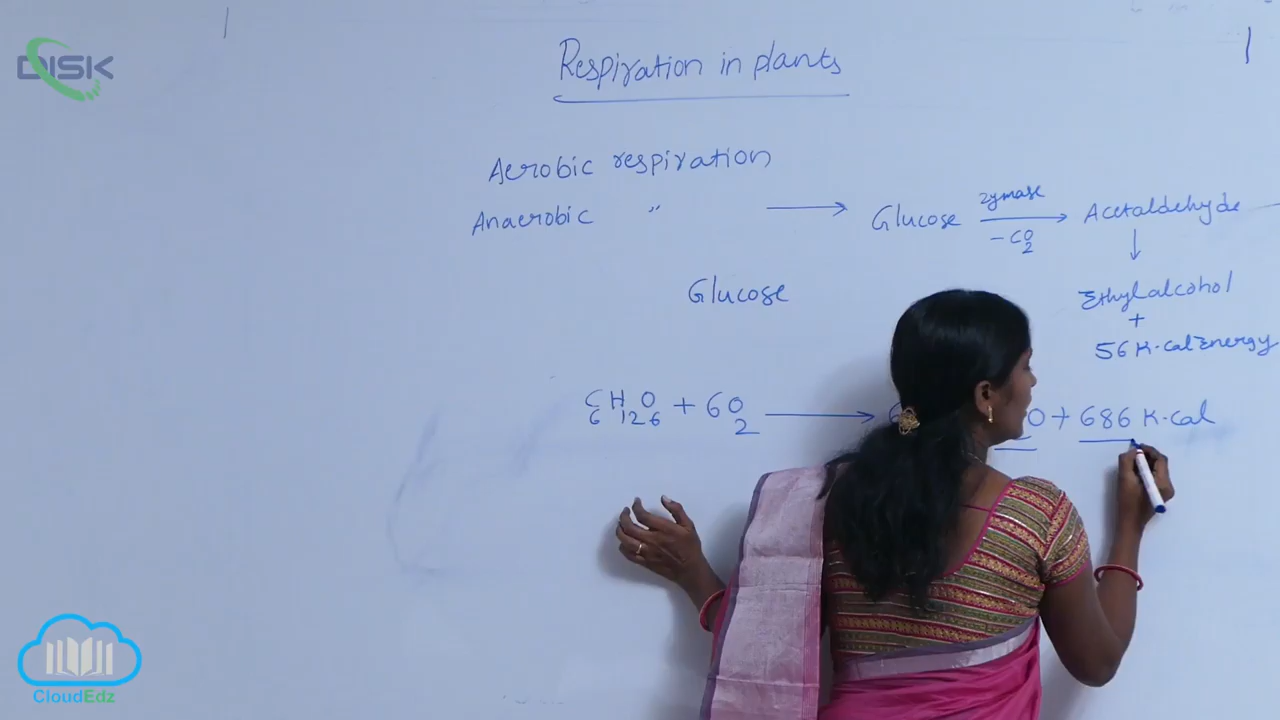 DISK
Respiration in plants
Aerobic respiration
Anaerobic " → Glucose zymase → -CO2 Acetaldehyde
↓
Glucose
Ethylalcohol
+
56 K.cal Energy
C6H12O6 + 6O2 → 6 O + 686 K.cal
CloudEdz